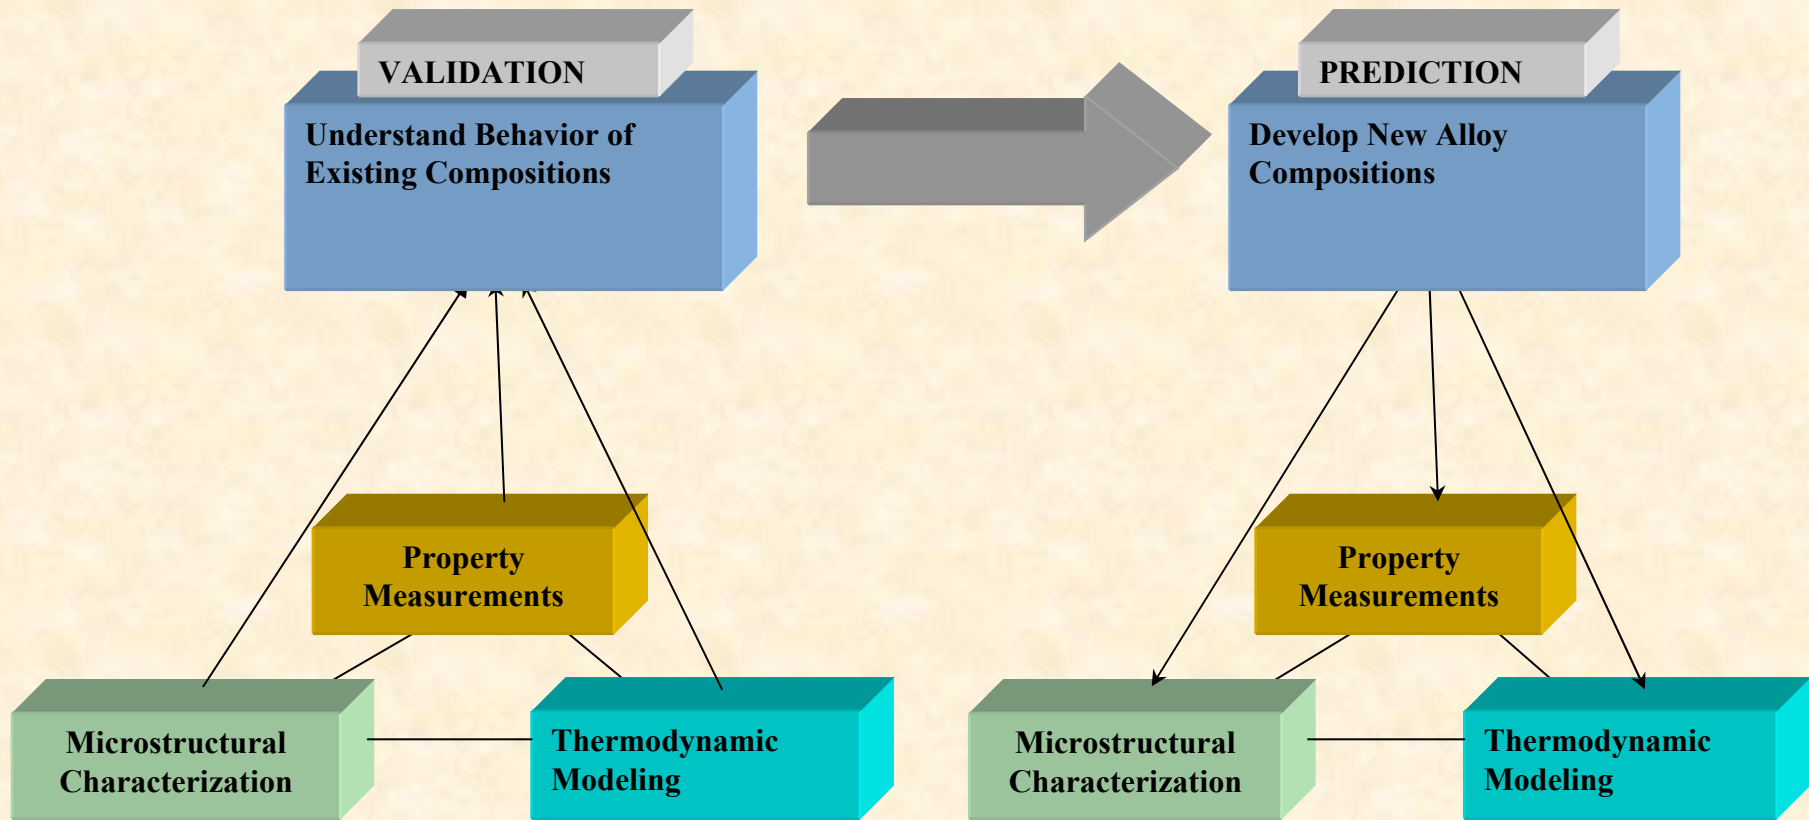 VALIDATION
Understand Behavior of
Existing Compositions
PREDICTION
Develop New Alloy
Compositions
Property
Measurements
Microstructural
Characterization
Thermodynamic
Modeling
Property
Measurements
Microstructural
Characterization
Thermodynamic
Modeling